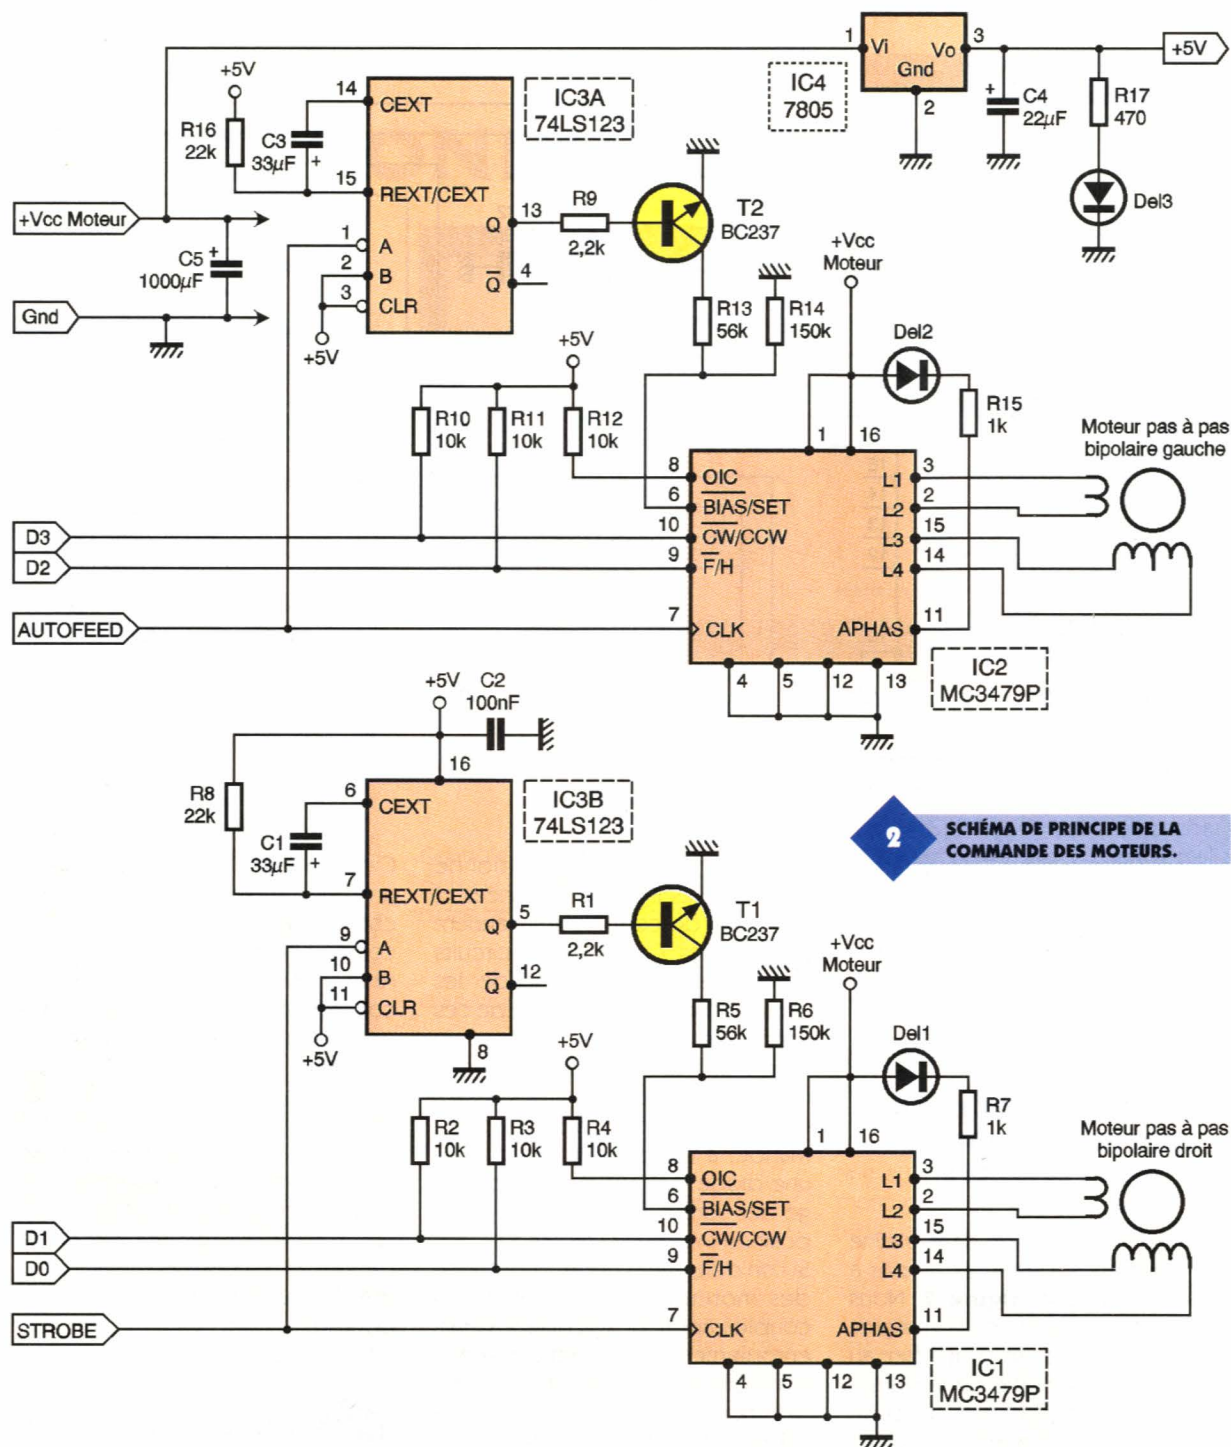 1
Vi
Vo
3
+5V
Gnd
2
IC4
7805
+
C4
22µF
R17
470
Del3
+5V
R16
22k
C3
33µF
+
14
CEXT
15
REXT/CEXT
IC3A
74LS123
+Vcc Moteur
+
C5
1000µF
Gnd
1
A
2
B
3
CLR
+5V
Q
13
Q
4
R9
2,2k
T2
BC237
+Vcc
Moteur
R13
56k
R14
150k
Del2
+5V
R10
10k
R11
10k
R12
10k
R15
1k
Moteur pas à pas
bipolaire gauche
1
16
8
OIC
6
BIAS/SET
10
CW/CCW
9
F/H
7
CLK
L1
3
L2
2
L3
15
L4
14
APHAS
11
D3
D2
AUTOFEED
4
5
12
13
IC2
MC3479P
+5V
C2
100nF
16
R8
22k
C1
33µF
+
6
CEXT
7
REXT/CEXT
IC3B
74LS123
2
SCHÉMA DE PRINCIPE DE LA
COMMANDE DES MOTEURS.
9
A
10
B
11
CLR
+5V
Q
5
Q
12
8
R1
2,2k
T1
BC237
+Vcc
Moteur
R5
56k
R6
150k
Del1
+5V
R2
10k
R3
10k
R4
10k
R7
1k
Moteur pas à pas
bipolaire droit
1
16
8
OIC
6
BIAS/SET
10
CW/CCW
9
F/H
7
CLK
L1
3
L2
2
L3
15
L4
14
APHAS
11
D1
D0
STROBE
4
5
12
13
IC1
MC3479P